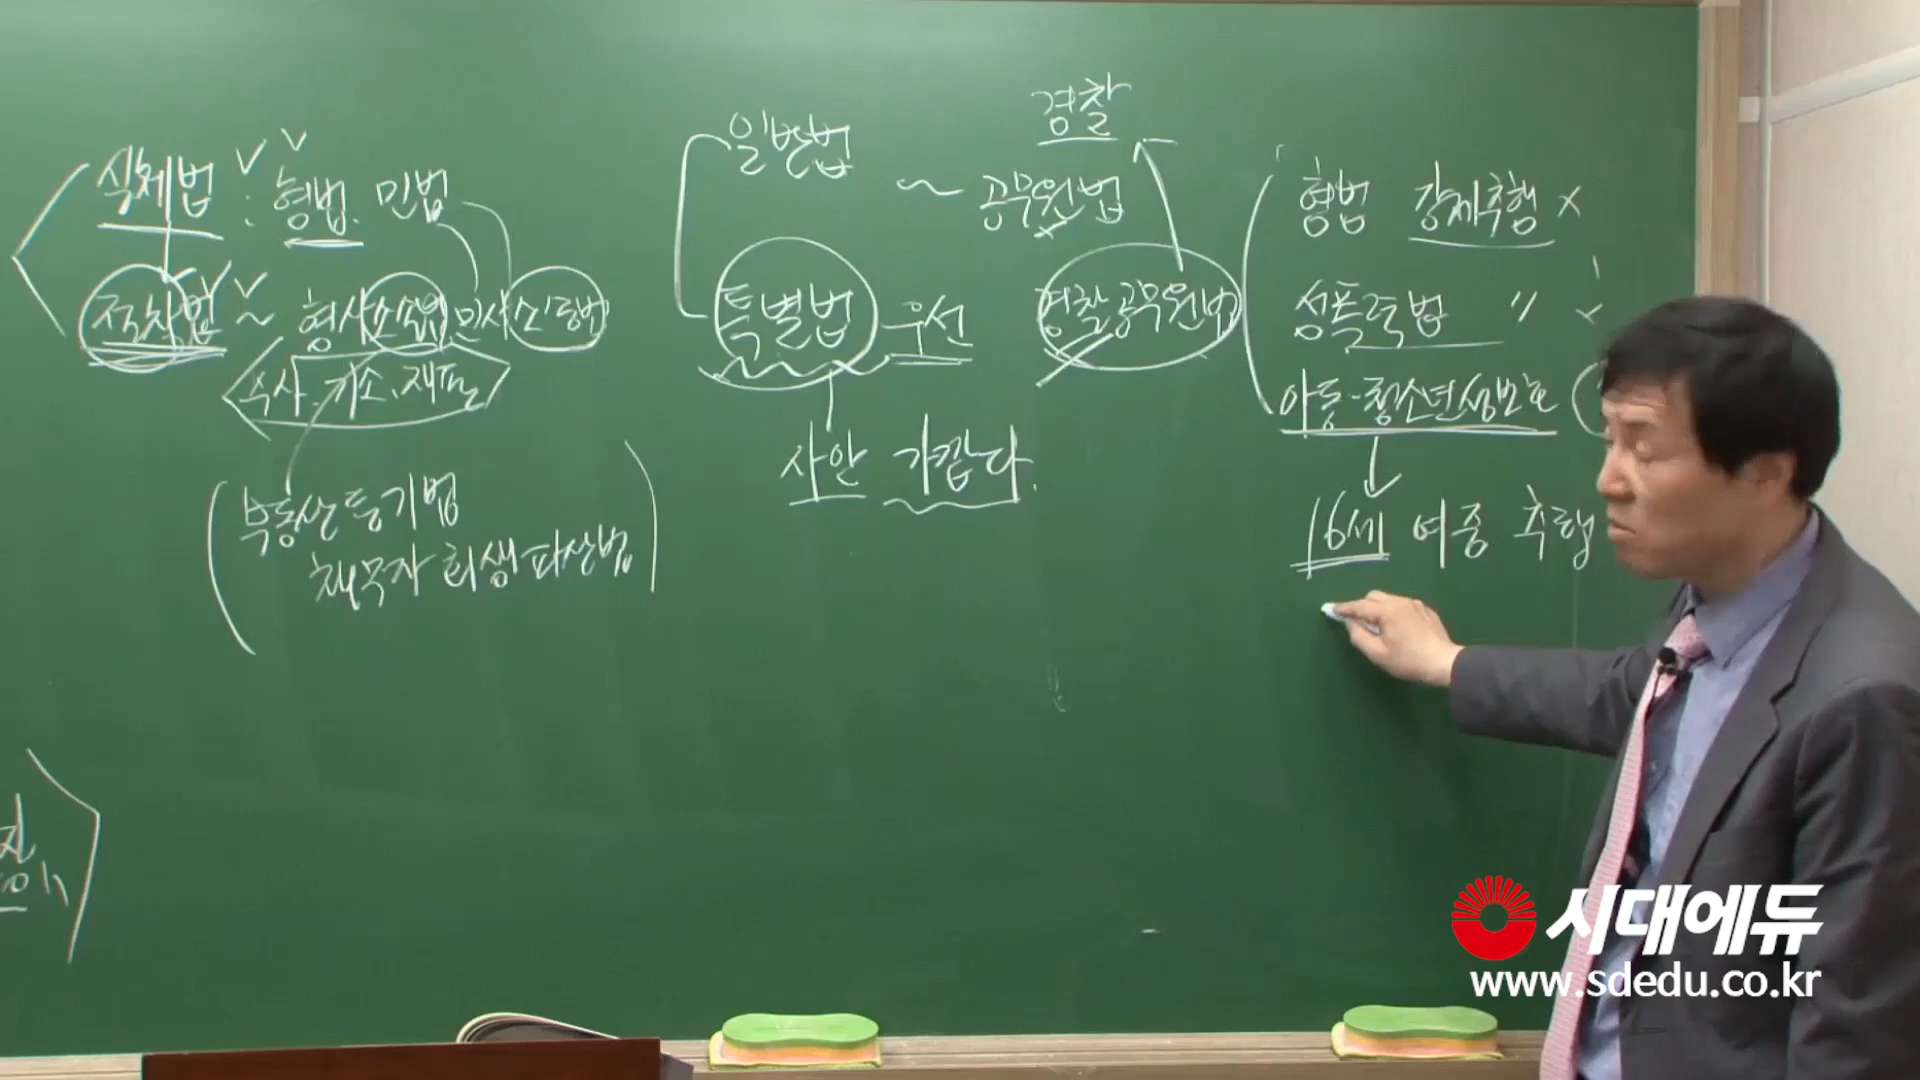 실체법 : 형법. 민법
절차법 ~ 형사소송법 민사소송법
수사. 기소. 재판
부동산등기법
채무자 회생파산법
일반법 ~ 공무원법
경찰
특별법 우선
경찰공무원법
사안 가깝다
형법 강제추행 ×
성폭력법 〃 ×
아동·청소년성보호
16세 여중 추행
시대에듀
www.sdedu.co.kr